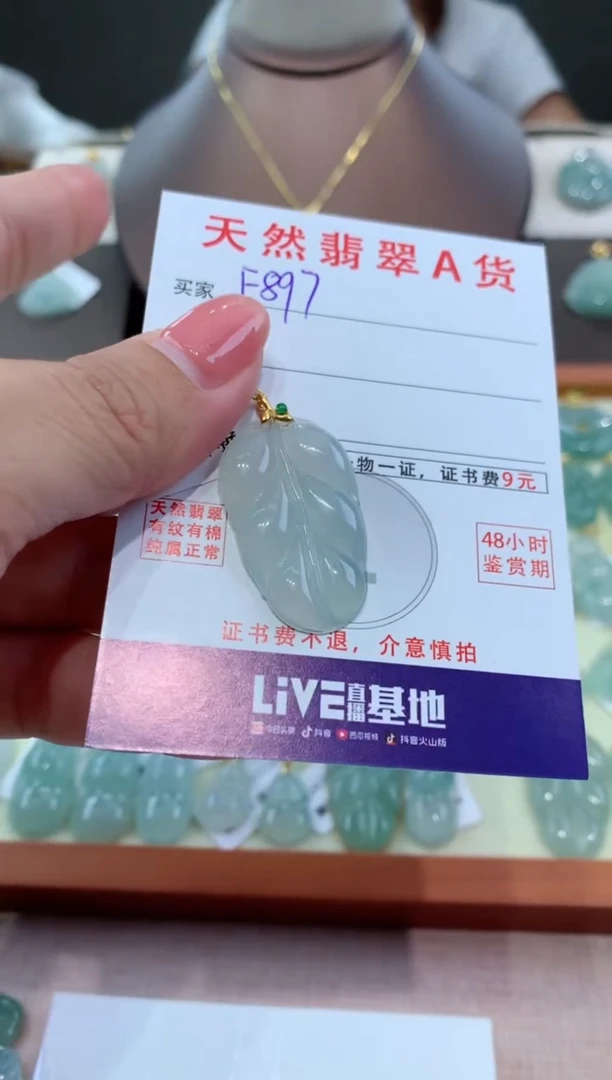 天然翡翠A货
买家 F897
物一证，证书费9元
天然翡翠
有纹有棉
纯属正常
48小时
鉴赏期
证书费不退，介意慎拍
LiVE直播基地
今日头条 抖音 西瓜视频 抖音火山版